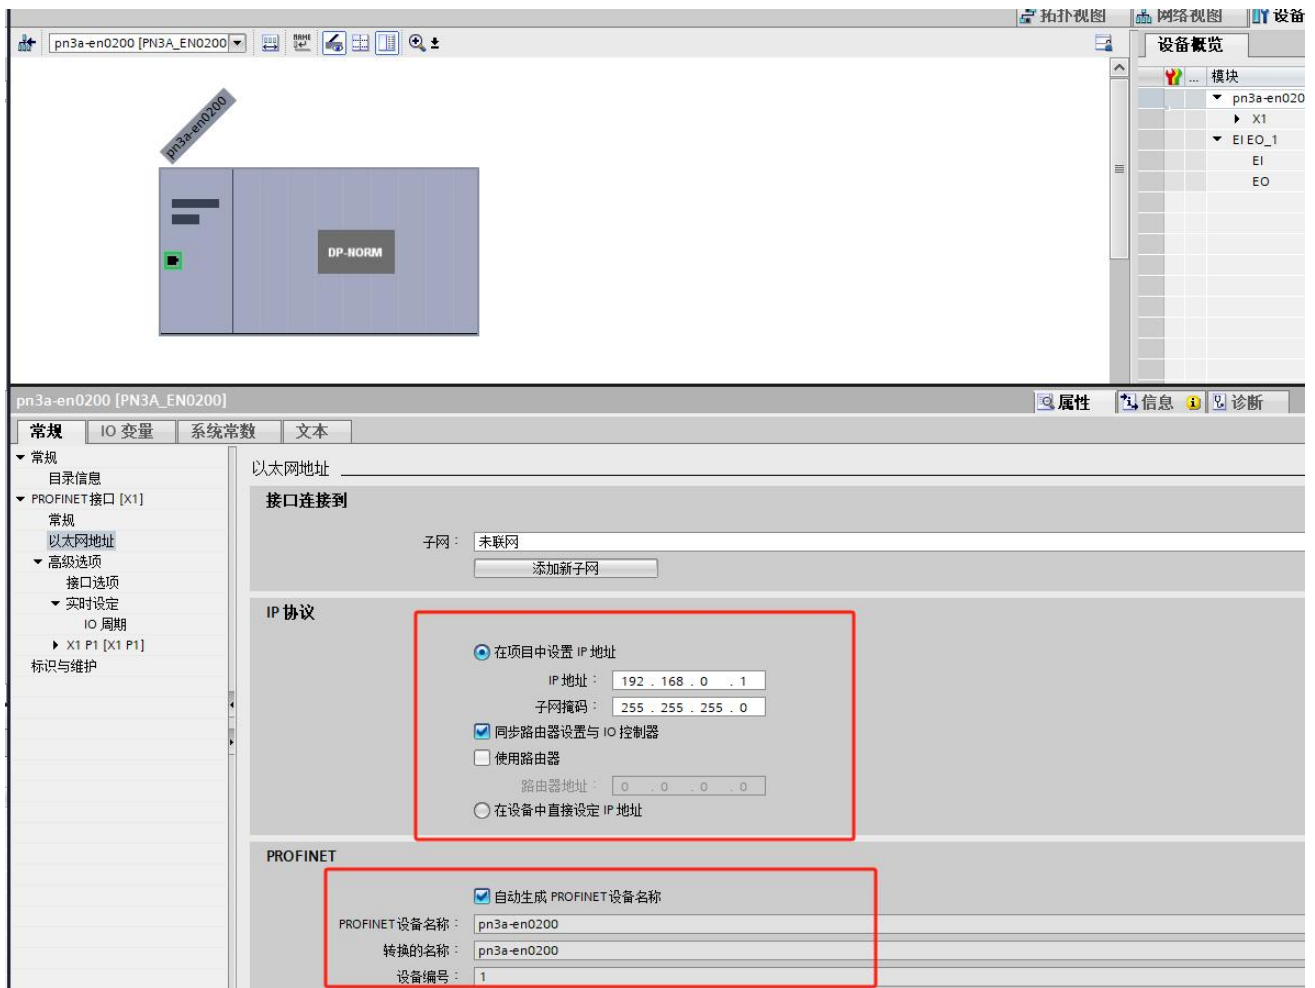 拓扑视图 网络视图 设备
pn3a-en0200 [PN3A_EN0200
设备概览
... 模块
pn3a-en020
X1
EI EO_1
EI
EO
pn3a-en0200
DP-NORM
pn3a-en0200 [PN3A_EN0200]
属性 信息 诊断
常规 IO 变量 系统常数 文本
常规
目录信息
PROFINET接口 [X1]
常规
以太网地址
高级选项
接口选项
实时设定
IO 周期
X1 P1 [X1 P1]
标识与维护
以太网地址
接口连接到
子网： 未联网
添加新子网
IP 协议
在项目中设置 IP 地址
IP 地址： 192 . 168 . 0 . 1
子网掩码： 255 . 255 . 255 . 0
同步路由器设置与 IO 控制器
使用路由器
路由器地址： 0 . 0 . 0 . 0
在设备中直接设定 IP 地址
PROFINET
自动生成 PROFINET设备名称
PROFINET设备名称： pn3a-en0200
转换的名称： pn3a-en0200
设备编号： 1